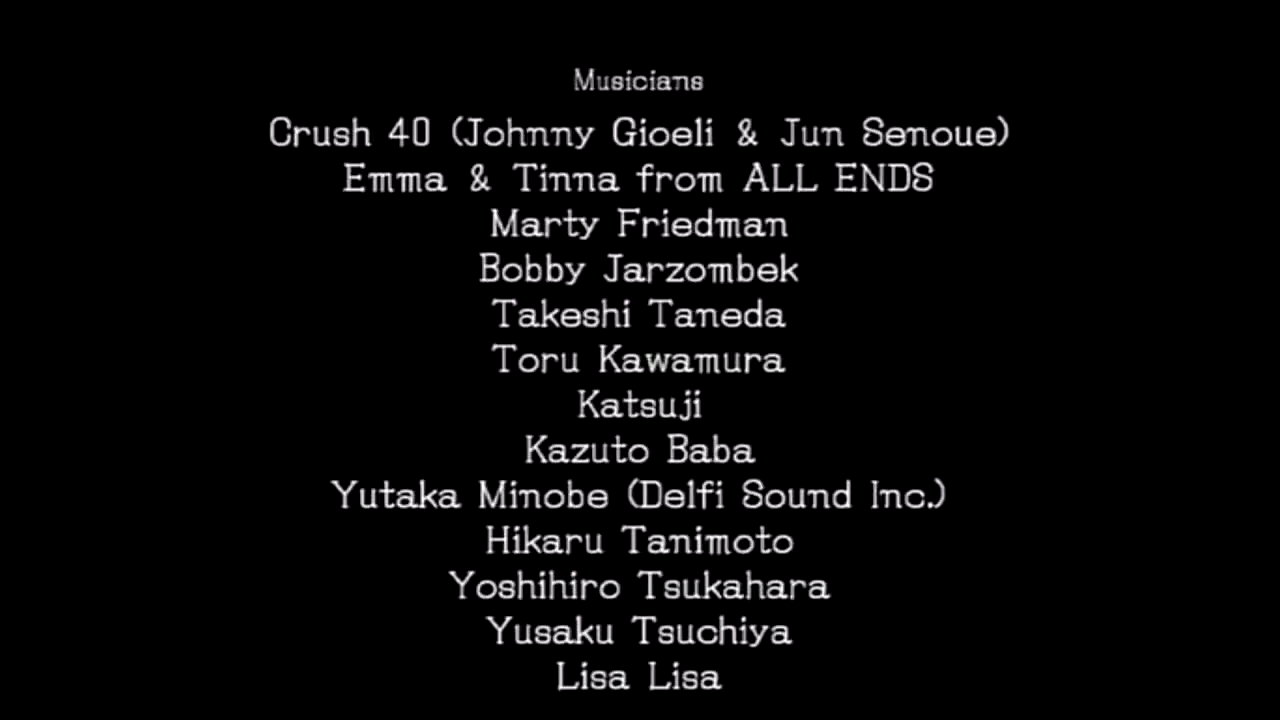 Musicians
Crush 40 (Johnny Gioeli & Jun Senoue)
Emma & Tinna from ALL ENDS
Marty Friedman
Bobby Jarzombek
Takeshi Taneda
Toru Kawamura
Katsuji
Kazuto Baba
Yutaka Minobe (Delfi Sound Inc.)
Hikaru Tanimoto
Yoshihiro Tsukahara
Yusaku Tsuchiya
Lisa Lisa